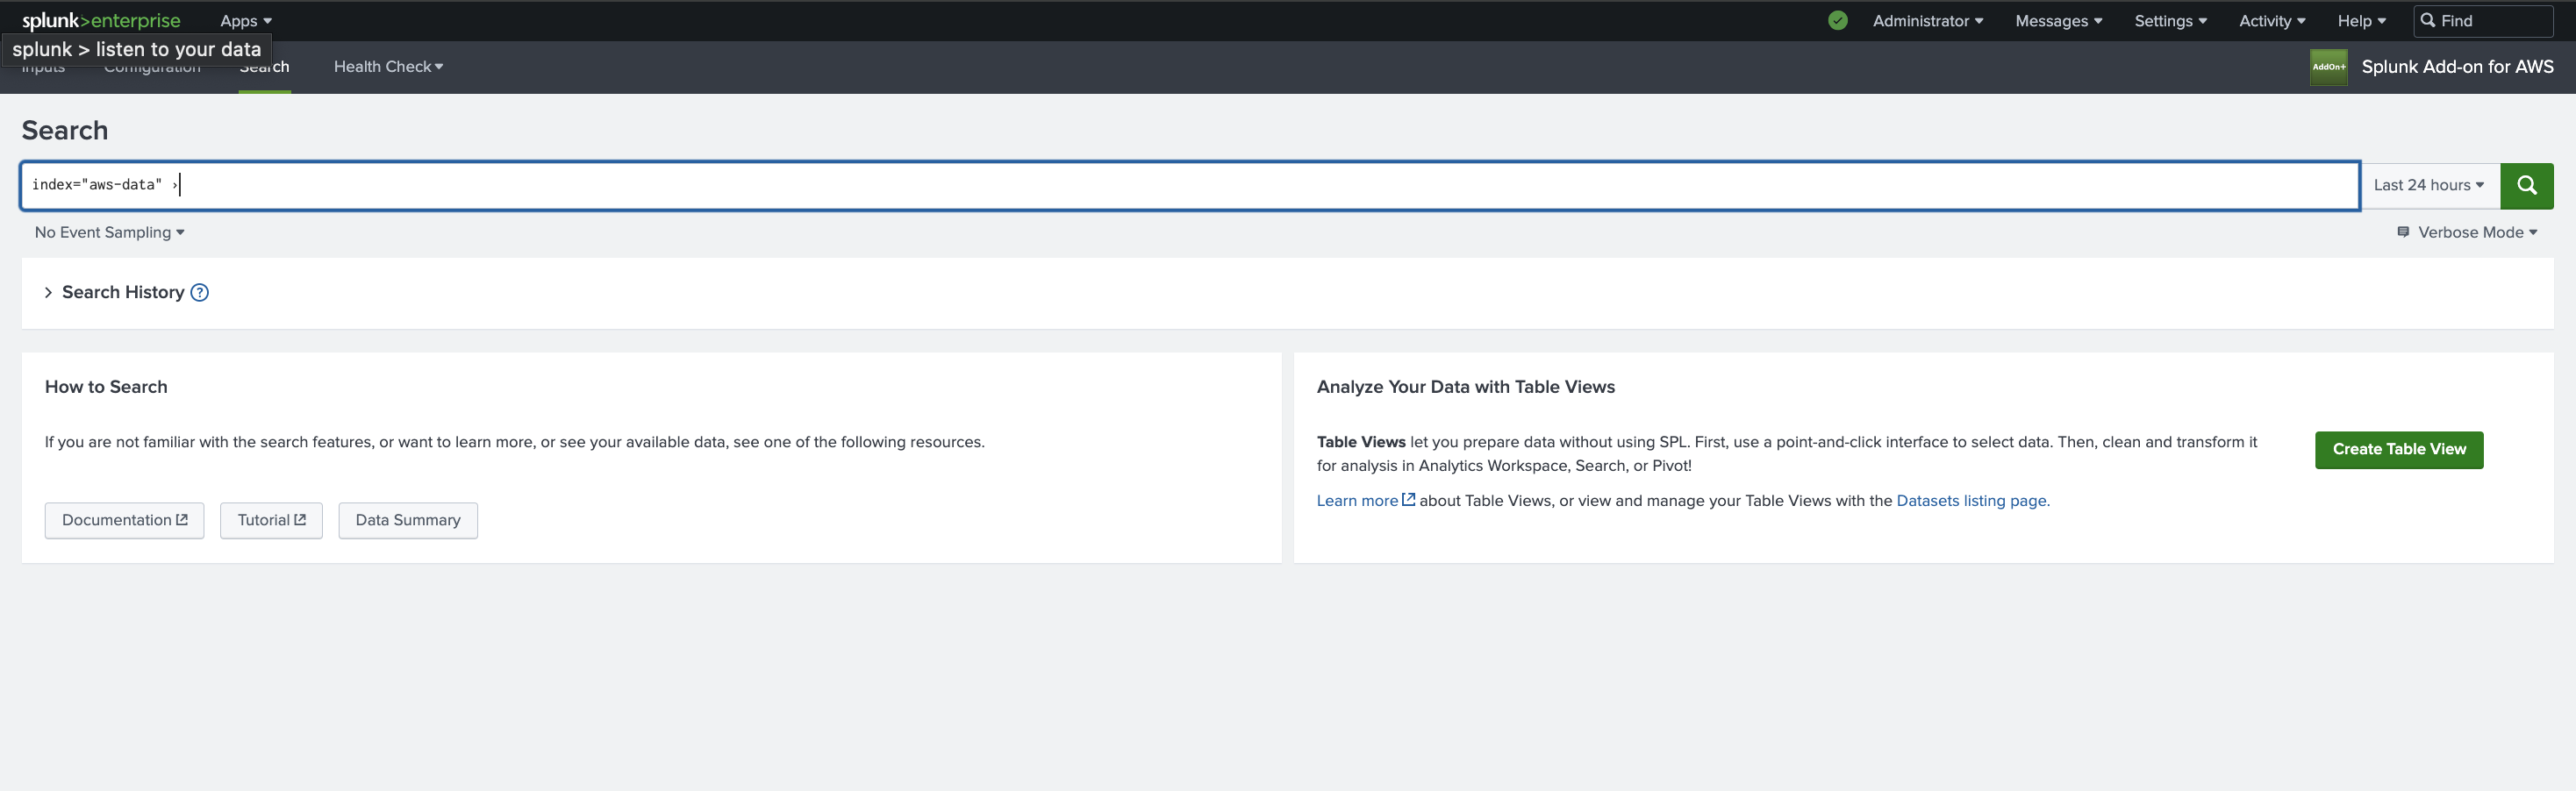 splunk>enterprise Apps Administrator Messages Settings Activity Help Find
splunk > listen to your data
Inputs Configuration Search Health Check AddOn+ Splunk Add-on for AWS
Search
index="aws-data" › Last 24 hours
No Event Sampling Verbose Mode
Search History ?
How to Search
If you are not familiar with the search features, or want to learn more, or see your available data, see one of the following resources.
Documentation Tutorial Data Summary
Analyze Your Data with Table Views
Table Views let you prepare data without using SPL. First, use a point-and-click interface to select data. Then, clean and transform it
for analysis in Analytics Workspace, Search, or Pivot!
Create Table View
Learn more about Table Views, or view and manage your Table Views with the Datasets listing page.